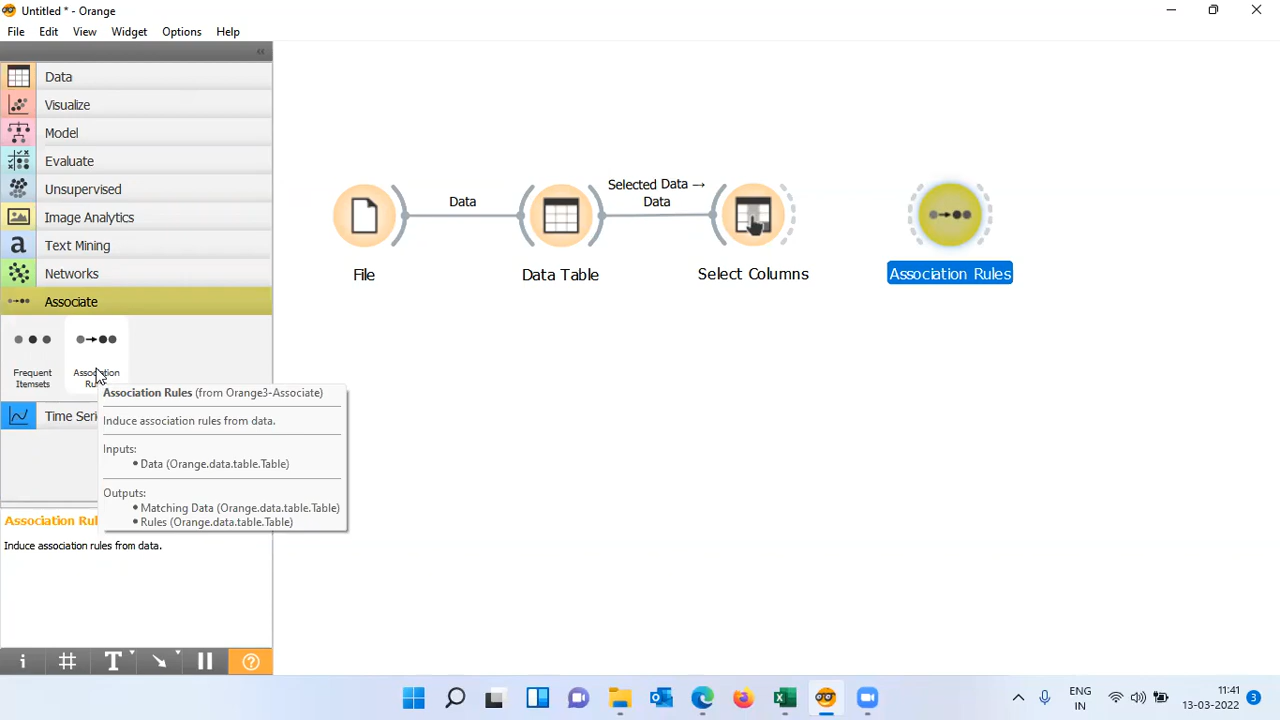 Untitled * - Orange
File Edit View Widget Options Help
Data
Visualize
Model
Evaluate
Unsupervised
Image Analytics
a Text Mining
Networks
Associate
Frequent Itemsets
Association Ru
Association Rules (from Orange3-Associate)
Induce association rules from data.
Inputs:
• Data (Orange.data.table.Table)
Outputs:
• Matching Data (Orange.data.table.Table)
• Rules (Orange.data.table.Table)
Time Seri
Association Rul
Induce association rules from data.
File
Data
Data Table
Selected Data →
Data
Select Columns
Association Rules
ENG
IN
11:41
13-03-2022
3